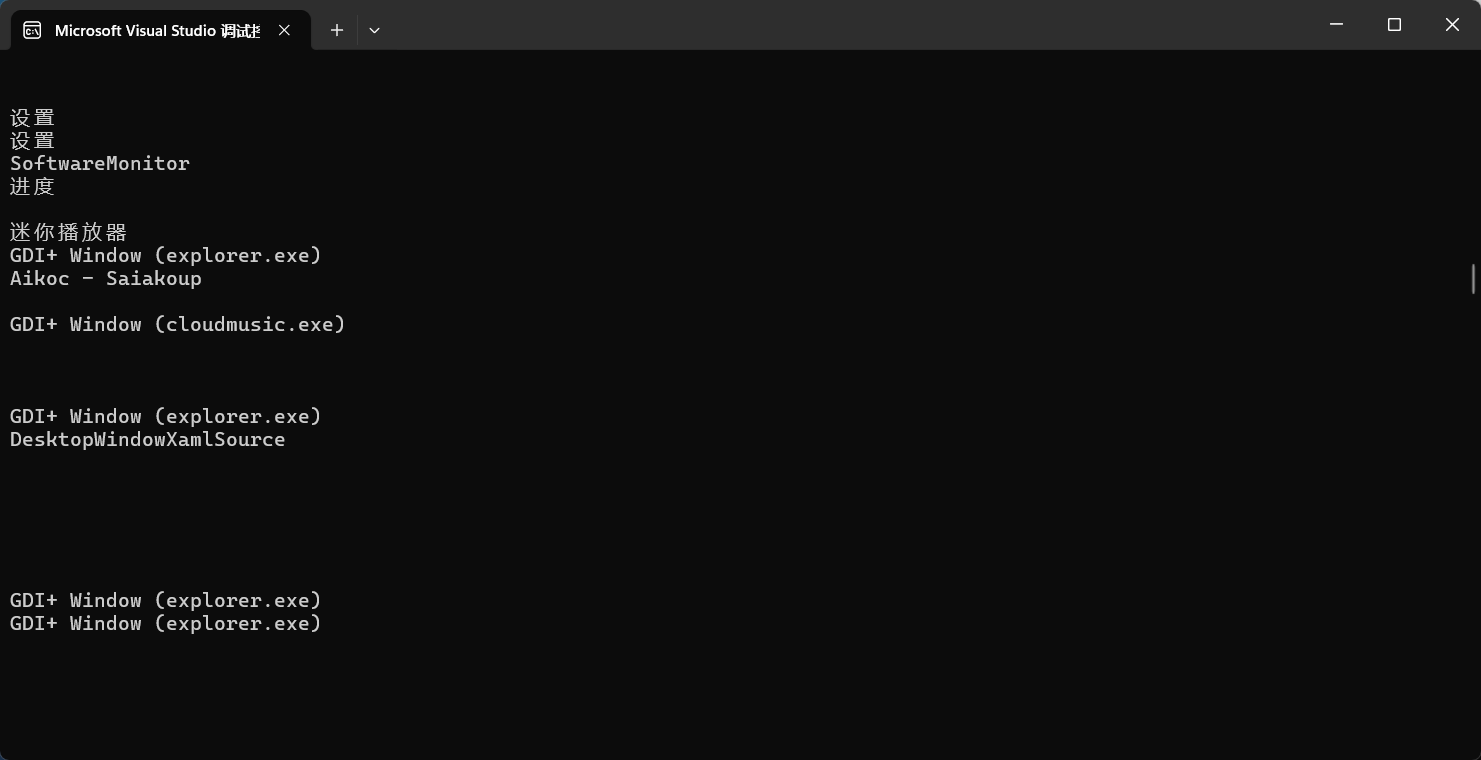 Microsoft Visual Studio 调试
设置
设置
SoftwareMonitor
进度
迷你播放器
GDI+ Window (explorer.exe)
Aikoc - Saiakoup
GDI+ Window (cloudmusic.exe)
GDI+ Window (explorer.exe)
DesktopWindowXamlSource
GDI+ Window (explorer.exe)
GDI+ Window (explorer.exe)